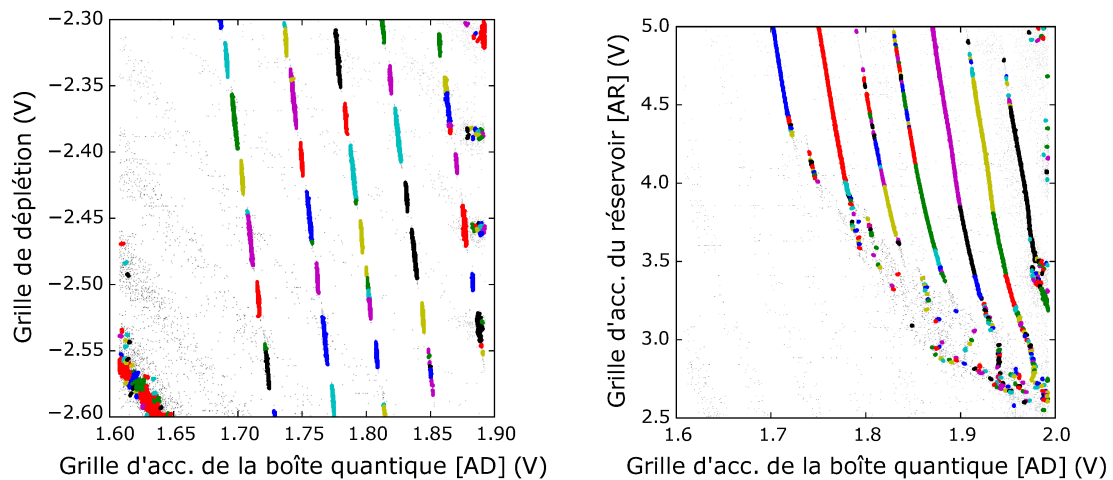 −2.30
−2.35
−2.40
−2.45
−2.50
−2.55
−2.60
Grille de déplétion (V)
1.60 1.65 1.70 1.75 1.80 1.85 1.90
Grille d'acc. de la boîte quantique [AD] (V)
5.0
4.5
4.0
3.5
3.0
2.5
Grille d'acc. du réservoir [AR] (V)
1.6 1.7 1.8 1.9 2.0
Grille d'acc. de la boîte quantique [AD] (V)